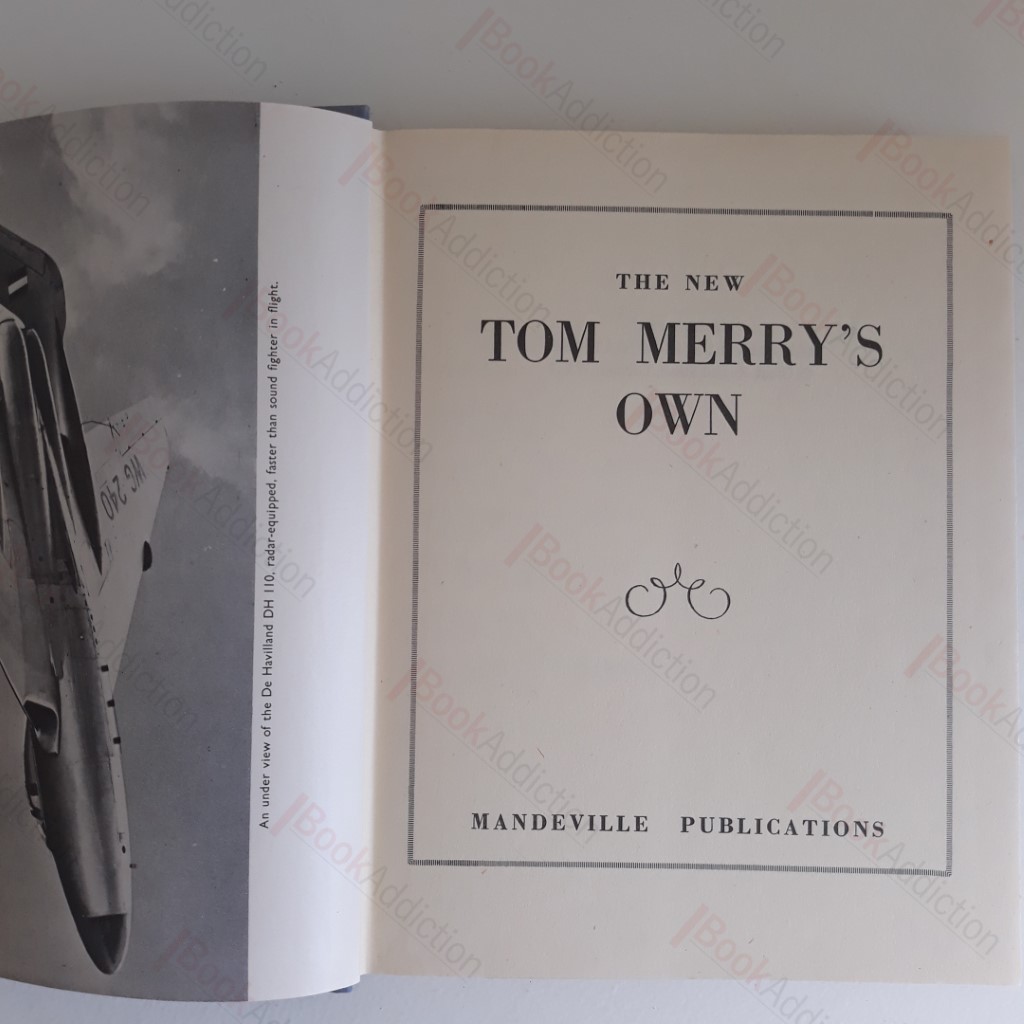 WG 240
An under view of the De Havilland DH 110, radar-equipped, faster than sound fighter in flight.
THE NEW
TOM MERRY'S
OWN
MANDEVILLE PUBLICATIONS
BookAddiction